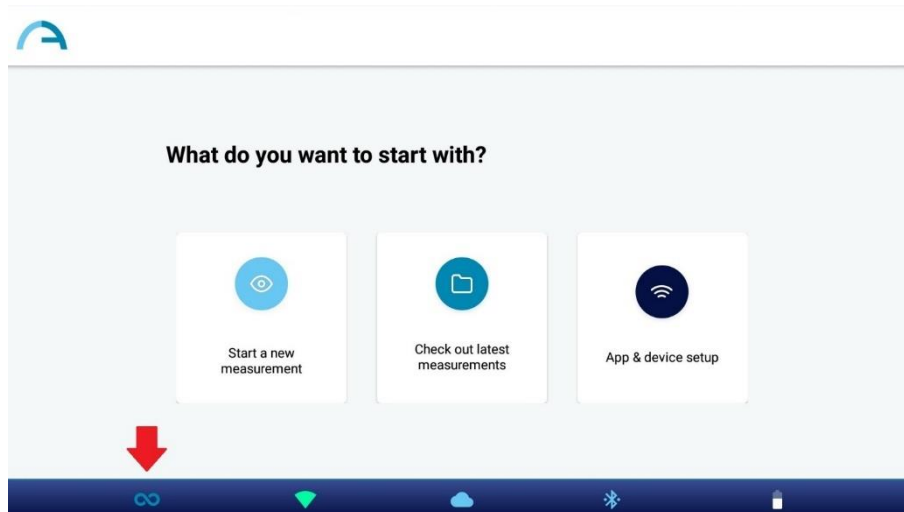 What do you want to start with?
Start a new
measurement
Check out latest
measurements
App & device setup